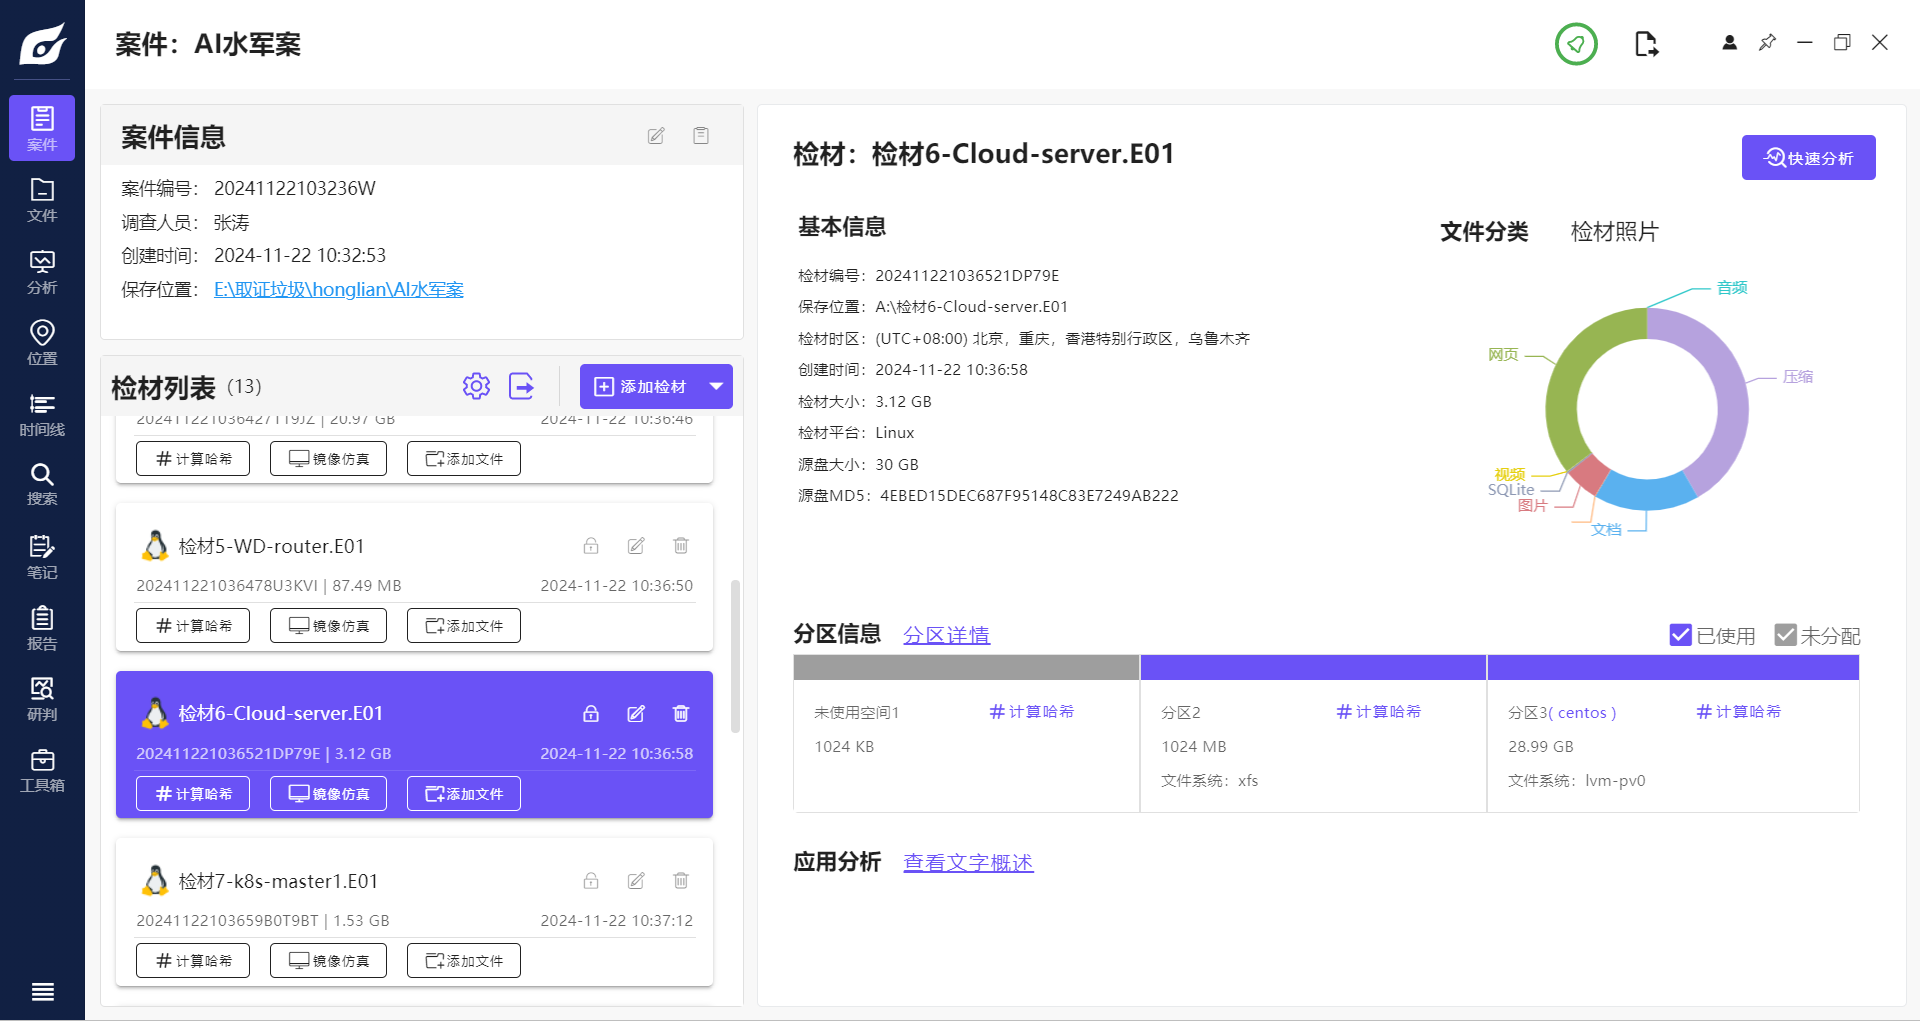 案件：AI水军案
案件
文件
分析
位置
时间线
搜索
笔记
报告
研判
工具箱
案件信息
案件编号： 20241122103236W
调查人员： 张涛
创建时间： 2024-11-22 10:32:53
保存位置： E:\取证垃圾\honglian\AI水军案
检材列表 (13)
添加检材
202411221036427119JZ | 20.97 GB 2024-11-22 10:36:46
计算哈希 镜像仿真 添加文件
检材5-WD-router.E01
202411221036478U3KVI | 87.49 MB 2024-11-22 10:36:50
计算哈希 镜像仿真 添加文件
检材6-Cloud-server.E01
202411221036521DP79E | 3.12 GB 2024-11-22 10:36:58
计算哈希 镜像仿真 添加文件
检材7-k8s-master1.E01
20241122103659B0T9BT | 1.53 GB 2024-11-22 10:37:12
计算哈希 镜像仿真 添加文件
检材：检材6-Cloud-server.E01
快速分析
基本信息
检材编号：202411221036521DP79E
保存位置：A:\检材6-Cloud-server.E01
检材时区：(UTC+08:00) 北京，重庆，香港特别行政区，乌鲁木齐
创建时间：2024-11-22 10:36:58
检材大小：3.12 GB
检材平台：Linux
源盘大小：30 GB
源盘MD5：4EBED15DEC687F95148C83E7249AB222
文件分类 检材照片
音频
网页
压缩
视频
SQLite
图片
文档
分区信息 分区详情
已使用 未分配
未使用空间1 计算哈希
1024 KB
分区2 计算哈希
1024 MB
文件系统：xfs
分区3( centos ) 计算哈希
28.99 GB
文件系统：lvm-pv0
应用分析 查看文字概述